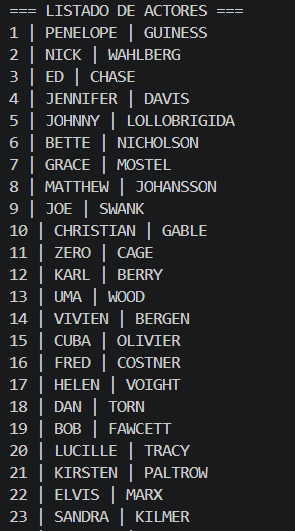 === LISTADO DE ACTORES ===
1 | PENELOPE | GUINESS
2 | NICK | WAHLBERG
3 | ED | CHASE
4 | JENNIFER | DAVIS
5 | JOHNNY | LOLLOBRIGIDA
6 | BETTE | NICHOLSON
7 | GRACE | MOSTEL
8 | MATTHEW | JOHANSSON
9 | JOE | SWANK
10 | CHRISTIAN | GABLE
11 | ZERO | CAGE
12 | KARL | BERRY
13 | UMA | WOOD
14 | VIVIEN | BERGEN
15 | CUBA | OLIVIER
16 | FRED | COSTNER
17 | HELEN | VOIGHT
18 | DAN | TORN
19 | BOB | FAWCETT
20 | LUCILLE | TRACY
21 | KIRSTEN | PALTROW
22 | ELVIS | MARX
23 | SANDRA | KILMER